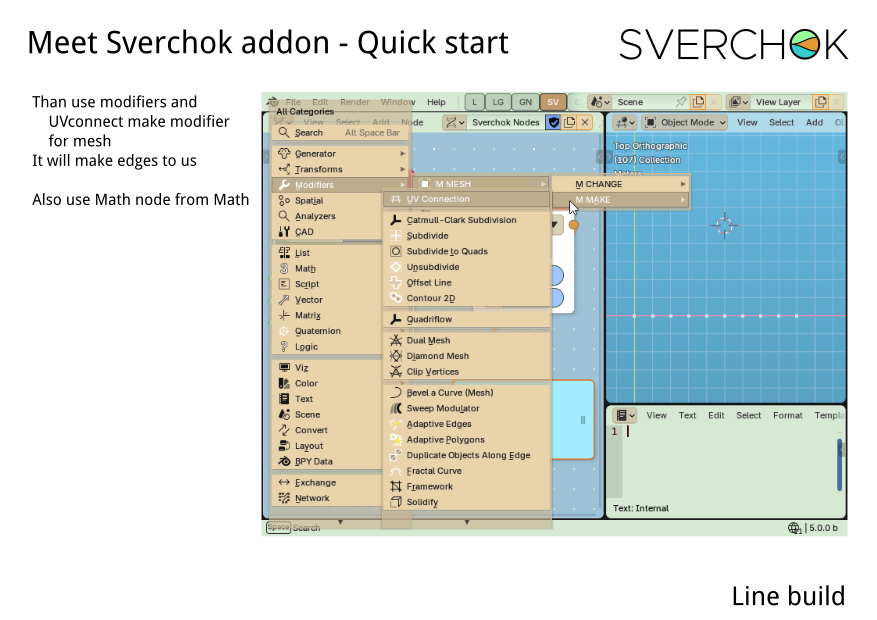 Meet Sverchok addon - Quick start
SVERCHOK
Than use modifiers and
UVconnect make modifier
for mesh
It will make edges to us
Also use Math node from Math
File Edit Render Window Help
L LG GN SV
Scene
View Layer
All Categories
View Select Add Node
Sverchok Nodes
Object Mode
View Select Add
Search Alt Space Bar
Generator
Transforms
Modifiers
Spatial
Analyzers
CAD
List
Math
Script
Vector
Matrix
Quaternion
Logic
Viz
Color
Text
Scene
Convert
Layout
BPY Data
Exchange
Network
M MESH
UV Connection
Catmull-Clark Subdivision
Subdivide
Subdivide to Quads
Unsubdivide
Offset Line
Contour 2D
Quadriflow
Dual Mesh
Diamond Mesh
Clip Vertices
Bevel a Curve (Mesh)
Sweep Modulator
Adaptive Edges
Adaptive Polygons
Duplicate Objects Along Edge
Fractal Curve
Framework
Solidify
M CHANGE
M MAKE
Top Orthographic
(107) Collection
Meters
View Text Edit Select Format Templa
1
Text: Internal
Space Search
5.0.0 b
Line build